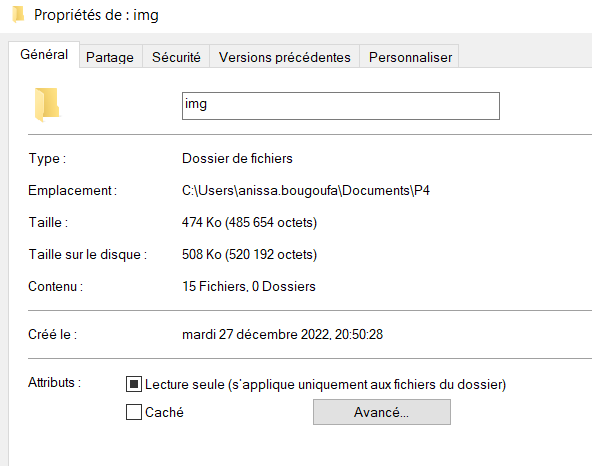 Propriétés de : img
Général Partage Sécurité Versions précédentes Personnaliser
img
Type : Dossier de fichiers
Emplacement : C:\Users\anissa.bougoufa\Documents\P4
Taille : 474 Ko (485 654 octets)
Taille sur le disque : 508 Ko (520 192 octets)
Contenu : 15 Fichiers, 0 Dossiers
Créé le : mardi 27 décembre 2022, 20:50:28
Attributs : Lecture seule (s'applique uniquement aux fichiers du dossier)
Caché Avancé...